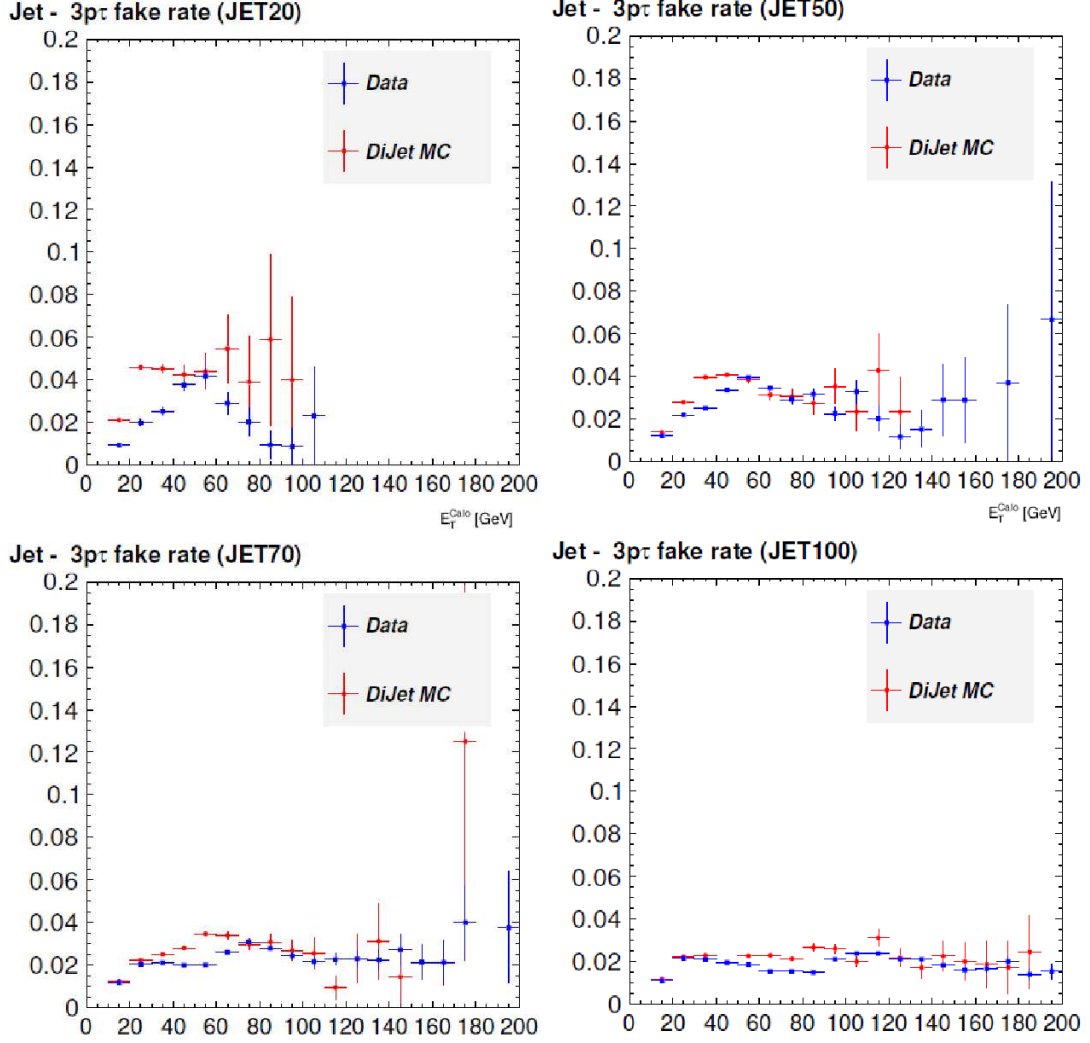 Jet - 3pτ fake rate (JET20)
0.2
0.18
0.16
0.14
0.12
0.1
0.08
0.06
0.04
0.02
0
Data
DiJet MC
0 20 40 60 80 100 120 140 160 180 200
E_T^Calo [GeV]
Jet - 3pτ fake rate (JET50)
0.2
0.18
0.16
0.14
0.12
0.1
0.08
0.06
0.04
0.02
0
Data
DiJet MC
0 20 40 60 80 100 120 140 160 180 200
E_T^Calo [GeV]
Jet - 3pτ fake rate (JET70)
0.2
0.18
0.16
0.14
0.12
0.1
0.08
0.06
0.04
0.02
0
Data
DiJet MC
0 20 40 60 80 100 120 140 160 180 200
Jet - 3pτ fake rate (JET100)
0.2
0.18
0.16
0.14
0.12
0.1
0.08
0.06
0.04
0.02
0
Data
DiJet MC
0 20 40 60 80 100 120 140 160 180 200